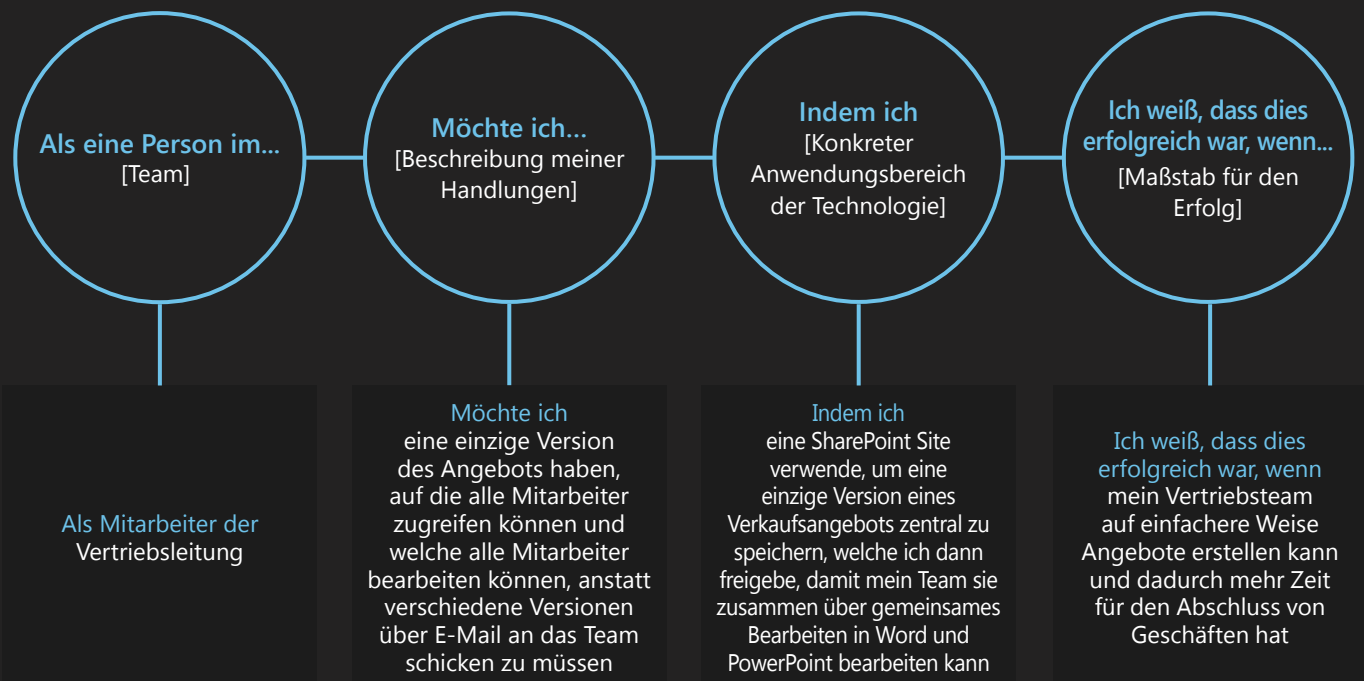 Als eine Person im...
[Team]
Möchte ich...
[Beschreibung meiner
Handlungen]
Indem ich
[Konkreter
Anwendungsbereich
der Technologie]
Ich weiß, dass dies
erfolgreich war, wenn...
[Maßstab für den
Erfolg]
Als Mitarbeiter der
Vertriebsleitung
Möchte ich
eine einzige Version
des Angebots haben,
auf die alle Mitarbeiter
zugreifen können und
welche alle Mitarbeiter
bearbeiten können, anstatt
verschiedene Versionen
über E-Mail an das Team
schicken zu müssen
Indem ich
eine SharePoint Site
verwende, um eine
einzige Version eines
Verkaufsangebots zentral zu
speichern, welche ich dann
freigebe, damit mein Team sie
zusammen über gemeinsames
Bearbeiten in Word und
PowerPoint bearbeiten kann
Ich weiß, dass dies
erfolgreich war, wenn
mein Vertriebsteam
auf einfachere Weise
Angebote erstellen kann
und dadurch mehr Zeit
für den Abschluss von
Geschäften hat